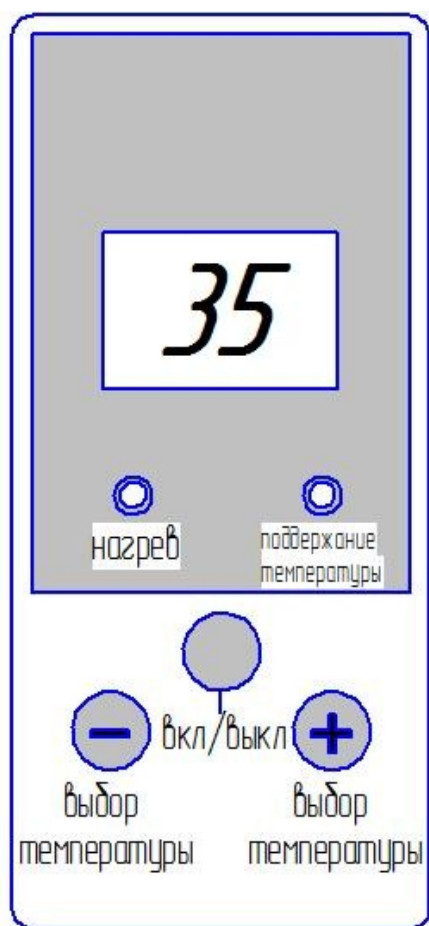 35
нагрев
поддержание
температуры
вкл/выкл
− +
выбор
температуры
выбор
температуры